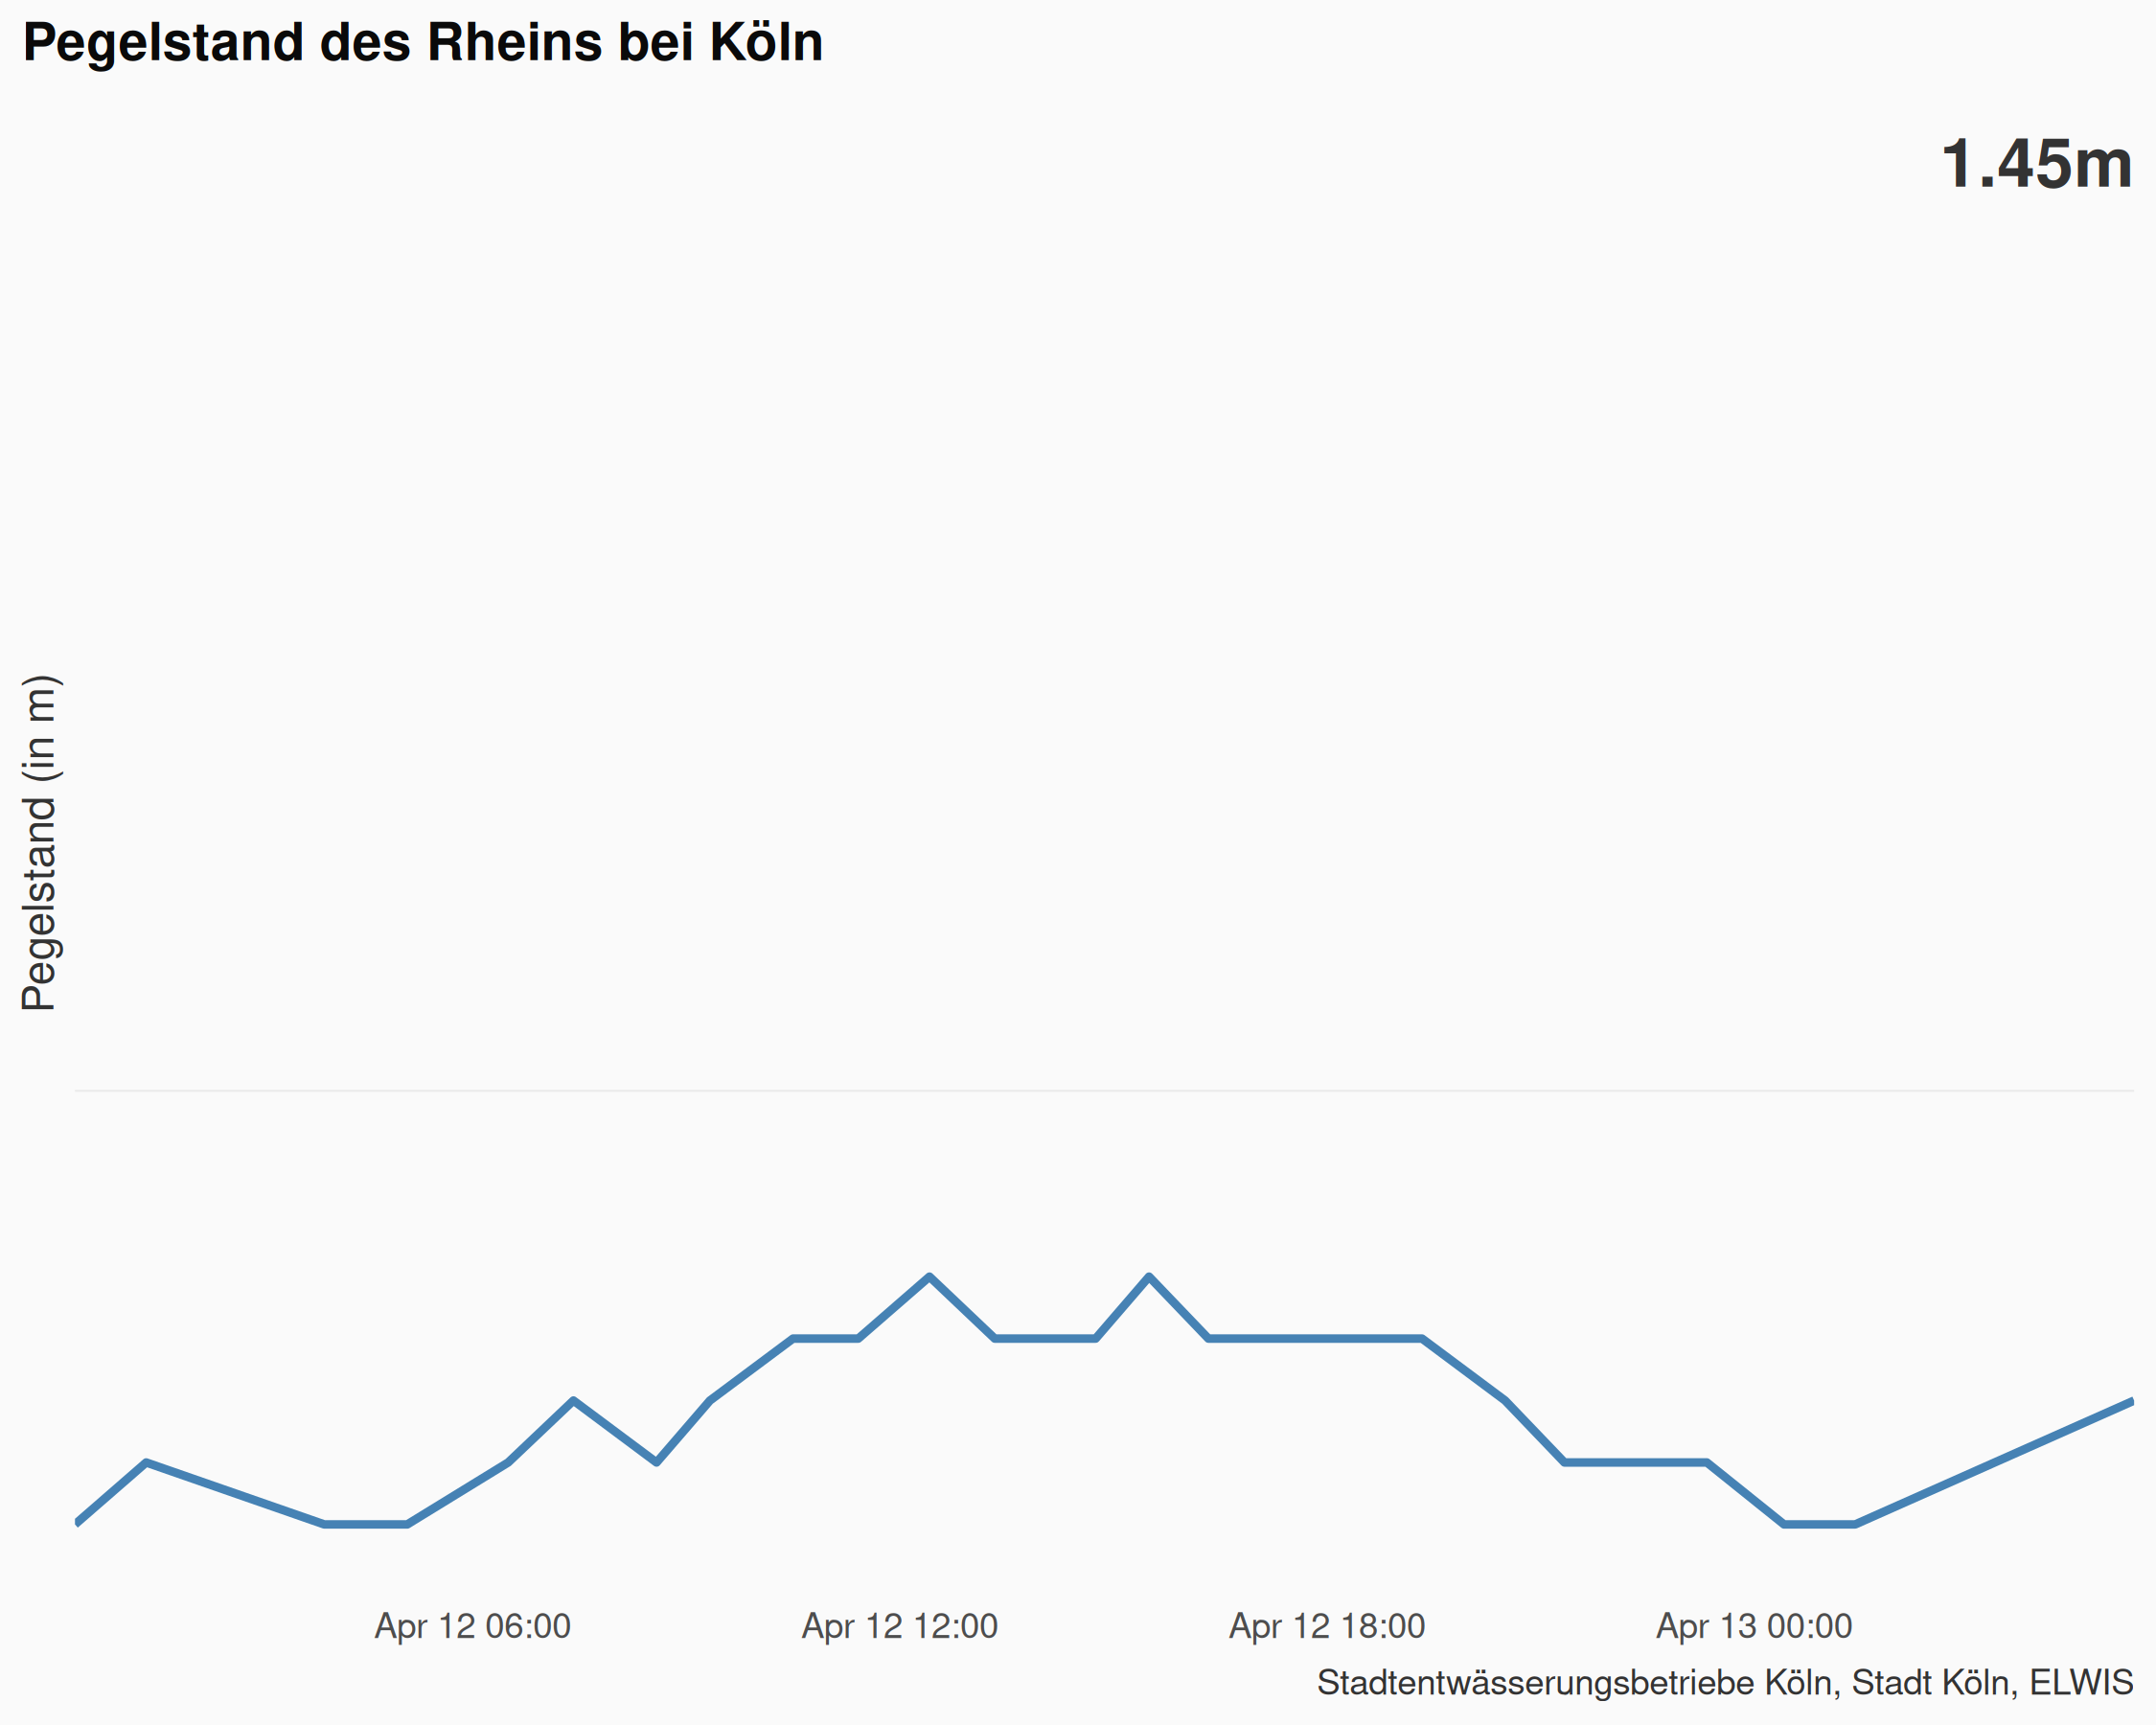 Pegelstand des Rheins bei Köln
1.45m
Pegelstand (in m)
Apr 12 06:00
Apr 12 12:00
Apr 12 18:00
Apr 13 00:00
Stadtentwässerungsbetriebe Köln, Stadt Köln, ELWIS